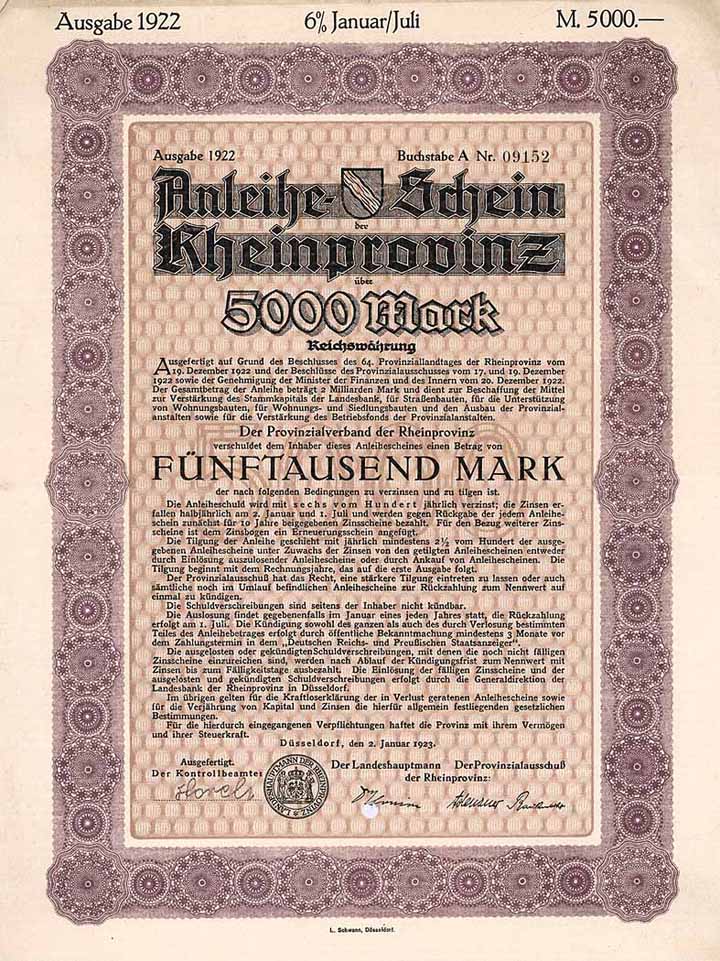 Ausgabe 1922 6% Januar/Juli M. 5000.—
Ausgabe 1922 Buchstabe A Nr. 09152
Anleihe-Schein
der
Rheinprovinz
über
5000 Mark
Reichswährung
Ausgefertigt auf Grund des Beschlusses des 64. Provinziallandtages der Rheinprovinz vom
19. Dezember 1922 und der Beschlüsse des Provinzialausschusses vom 17. und 19. Dezember
1922 sowie der Genehmigung der Minister der Finanzen und des Innern vom 20. Dezember 1922.
Der Gesamtbetrag der Anleihe beträgt 2 Milliarden Mark und dient zur Beschaffung der Mittel
zur Verstärkung des Stammkapitals der Landesbank, für Straßenbauten, für die Unterstützung
von Wohnungsbauten, für Wohnungs- und Siedlungsbauten und den Ausbau der Provinzial-
anstalten sowie für die Verstärkung des Betriebsfonds der Provinzialanstalten.
Der Provinzialverband der Rheinprovinz
verschuldet dem Inhaber dieses Anleihescheines einen Betrag von
FÜNFTAUSEND MARK
der nach folgenden Bedingungen zu verzinsen und zu tilgen ist.
Die Anleiheschuld wird mit sechs vom Hundert jährlich verzinst; die Zinsen er-
fallen halbjährlich am 2. Januar und 1. Juli und werden gegen Rückgabe der jedem Anleihe-
schein zunächst für 10 Jahre beigegebenen Zinsscheine bezahlt. Für den Bezug weiterer Zins-
scheine ist dem Zinsbogen ein Erneuerungsschein angefügt.
Die Tilgung der Anleihe geschieht mit jährlich mindestens 2½ vom Hundert der ausge-
gebenen Anleihescheine unter Zuwachs der Zinsen von den getilgten Anleihescheinen entweder
durch Einlösung auszulosender Anleihescheine oder durch Ankauf von Anleihescheinen. Die
Tilgung beginnt mit dem Rechnungsjahre, das auf die erste Ausgabe folgt.
Der Provinzialausschuß hat das Recht, eine stärkere Tilgung eintreten zu lassen oder auch
sämtliche noch im Umlauf befindlichen Anleihescheine zur Rückzahlung zum Nennwert auf
einmal zu kündigen.
Die Schuldverschreibungen sind seitens der Inhaber nicht kündbar.
Die Auslosung findet gegebenenfalls im Januar eines jeden Jahres statt, die Rückzahlung
erfolgt am 1. Juli. Die Kündigung sowohl des ganzen als auch des durch Verlosung bestimmten
Teiles des Anleihebetrages erfolgt durch öffentliche Bekanntmachung mindestens 3 Monate vor
dem Zahlungstermin in dem „Deutschen Reichs- und Preußischen Staatsanzeiger“.
Die ausgelosten oder gekündigten Schuldverschreibungen, mit denen die noch nicht fälligen
Zinsscheine einzureichen sind, werden nach Ablauf der Kündigungsfrist zum Nennwert mit
Zinsen bis zum Fälligkeitstage ausbezahlt. Die Einlösung der fälligen Zinsscheine und der
ausgelosten und gekündigten Schuldverschreibungen erfolgt durch die Generaldirektion der
Landesbank der Rheinprovinz in Düsseldorf.
Im übrigen gelten für die Kraftloserklärung der in Verlust geratenen Anleihescheine sowie
für die Verjährung von Kapital und Zinsen die hierfür allgemein festliegenden gesetzlichen
Bestimmungen.
Für die hierdurch eingegangenen Verpflichtungen haftet die Provinz mit ihrem Vermögen
und ihrer Steuerkraft.
Düsseldorf, den 2. Januar 1923.
Ausgefertigt.
Der Kontrollbeamte:
Der Landeshauptmann Der Provinzialausschuß
der Rheinprovinz:
LANDESHAUPTMANN DER RHEINPROVINZ
L. Schwann, Düsseldorf.